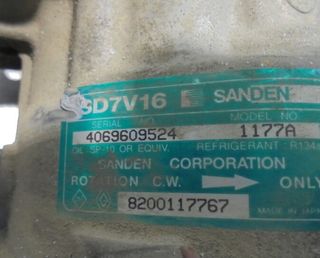 SD7V16 SANDEN
SERIAL NO. MODEL NO.
4069609524 1177A
OIL SP-10 OR EQUIV. REFRIGERANT: R134a
SANDEN CORPORATION
ROTATION C.W. ONLY
8200117767 MADE IN JAPAN